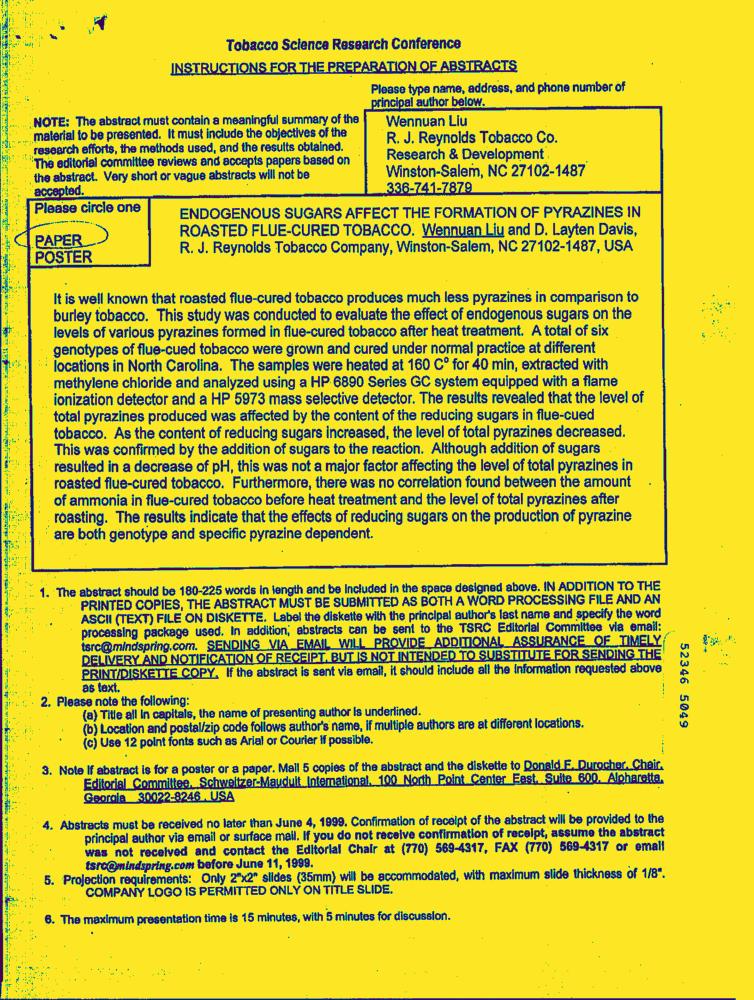 Tobacco Science Research Conference
INSTRUCTIONS FOR THE PREPARATION OF ABSTRACTS
Please type name, address, and phone number of
principal author below.
NOTE: The abstract must contain a meaningful summary of the
material to be presented. It must include the objectives of the
research efforts, the methods used, and the results obtained.
The editorial committee reviews and accepts papers based on
the abstract. Very short or vague abstracts will not be
accepted.
Wennuan Liu
R. J. Reynolds Tobacco Co.
Research & Development
Winston-Salem, NC 27102-1487
336-741-7879
Please circle one
PAPER
POSTER
ENDOGENOUS SUGARS AFFECT THE FORMATION OF PYRAZINES IN
ROASTED FLUE-CURED TOBACCO. Wennuan Liu and D. Layten Davis,
R. J. Reynolds Tobacco Company, Winston-Salem, NC 27102-1487, USA
It is well known that roasted flue-cured tobacco produces much less pyrazines in comparison to
burley tobacco. This study was conducted to evaluate the effect of endogenous sugars on the
levels of various pyrazines formed in flue-cured tobacco after heat treatment. A total of six
genotypes of flue-cued tobacco were grown and cured under normal practice at different
locations in North Carolina. The samples were heated at 160 C° for 40 min, extracted with
methylene chloride and analyzed using a HP 6890 Series GC system equipped with a flame
ionization detector and a HP 5973 mass selective detector. The results revealed that the level of
total pyrazines produced was affected by the content of the reducing sugars in flue-cued
tobacco. As the content of reducing sugars increased, the level of total pyrazines decreased.
This was confirmed by the addition of sugars to the reaction. Although addition of sugars
resulted in a decrease of pH, this was not a major factor affecting the level of total pyrazines in
roasted flue-cured tobacco. Furthermore, there was no correlation found between the amount
of ammonia in flue-cured tobacco before heat treatment and the level of total pyrazines after
roasting. The results indicate that the effects of reducing sugars on the production of pyrazine
are both genotype and specific pyrazine dependent.
1. The abstract should be 180-225 words in length and be included in the space designed above. IN ADDITION TO THE
PRINTED COPIES, THE ABSTRACT MUST BE SUBMITTED AS BOTH A WORD PROCESSING FILE AND AN
ASCII (TEXT) FILE ON DISKETTE. Label the diskette with the principal author's last name and specify the word
processing package used. In addition, abstracts can be sent to the TSRC Editorial Committee via email:
tsrc@mindspring.com. SENDING VIA EMAIL WILL PROVIDE ADDITIONAL ASSURANCE OF TIMELY
DELIVERY AND NOTIFICATION OF RECEIPT, BUT IS NOT INTENDED TO SUBSTITUTE FOR SENDING THE
PRINT/DISKETTE COPY. If the abstract is sent via email, it should include all the information requested above
as text.
2. Please note the following:
(a) Title all in capitals, the name of presenting author is underlined.
(b) Location and postal/zip code follows author's name, if multiple authors are at different locations.
(c) Use 12 point fonts such as Arial or Courier if possible.
3. Note if abstract is for a poster or a paper. Mail 5 copies of the abstract and the diskette to Donald F. Durocher, Chair,
Editorial Committee, Schweitzer-Mauduit International, 100 North Point Center East, Suite 600, Alpharetta,
Georgia 30022-8246, USA
4. Abstracts must be received no later than June 4, 1999. Confirmation of receipt of the abstract will be provided to the
principal author via email or surface mail. If you do not receive confirmation of receipt, assume the abstract
was not received and contact the Editorial Chair at (770) 569-4317, FAX (770) 569-4317 or email
tsrc@mindspring.com before June 11, 1999.
5. Projection requirements: Only 2"x2" slides (35mm) will be accommodated, with maximum slide thickness of 1/8".
COMPANY LOGO IS PERMITTED ONLY ON TITLE SLIDE.
6. The maximum presentation time is 15 minutes, with 5 minutes for discussion.
52346 5049